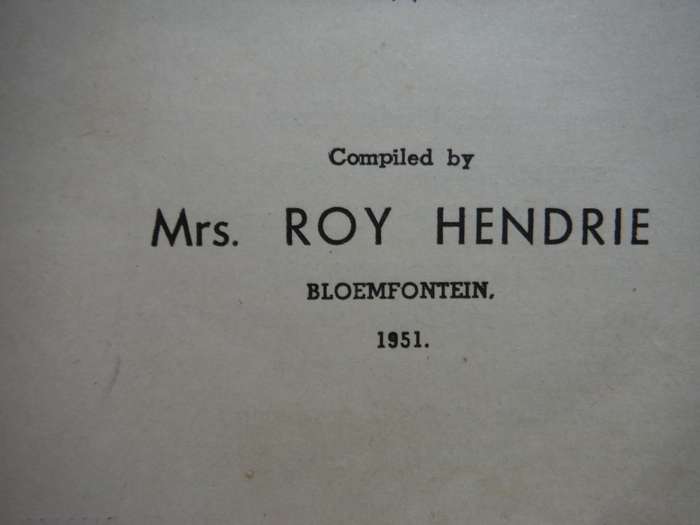 Compiled by
Mrs. ROY HENDRIE
BLOEMFONTEIN,
1951.